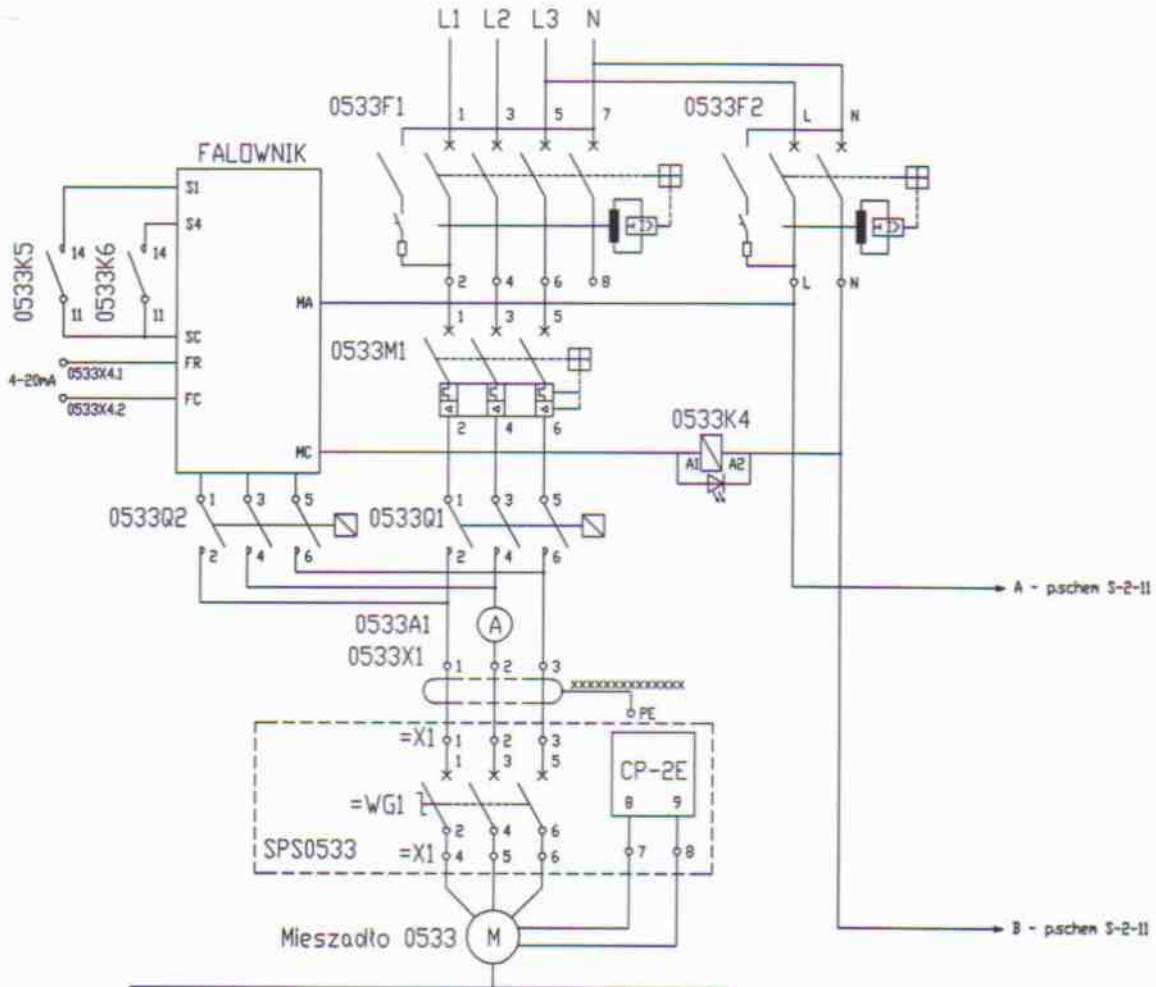 L1 L2 L3 N
0533F1 1 3 5 7 0533F2 L N
FALOWNIK
S1
S4
0533K5 14 0533K6 14
11 11
MA
2 4 6 8 L N
SC
FR
FC
4-20mA
0533X4.1
0533X4.2
1 3 5
0533M1
2 4 6
0533K4
MC
A1 A2
0533Q2 1 3 5
2 4 6
0533Q1 1 3 5
2 4 6
A - p.schem S-2-11
0533A1 A
0533X1 1 2 3
xxxxxxxxxxxxxx
PE
=X1 1 2 3
1 3 5
CP-2E
8 9
=WG1
2 4 6
SPS0533 =X1 4 5 6 7 8
Mieszadło 0533 M
B - p.schem S-2-11